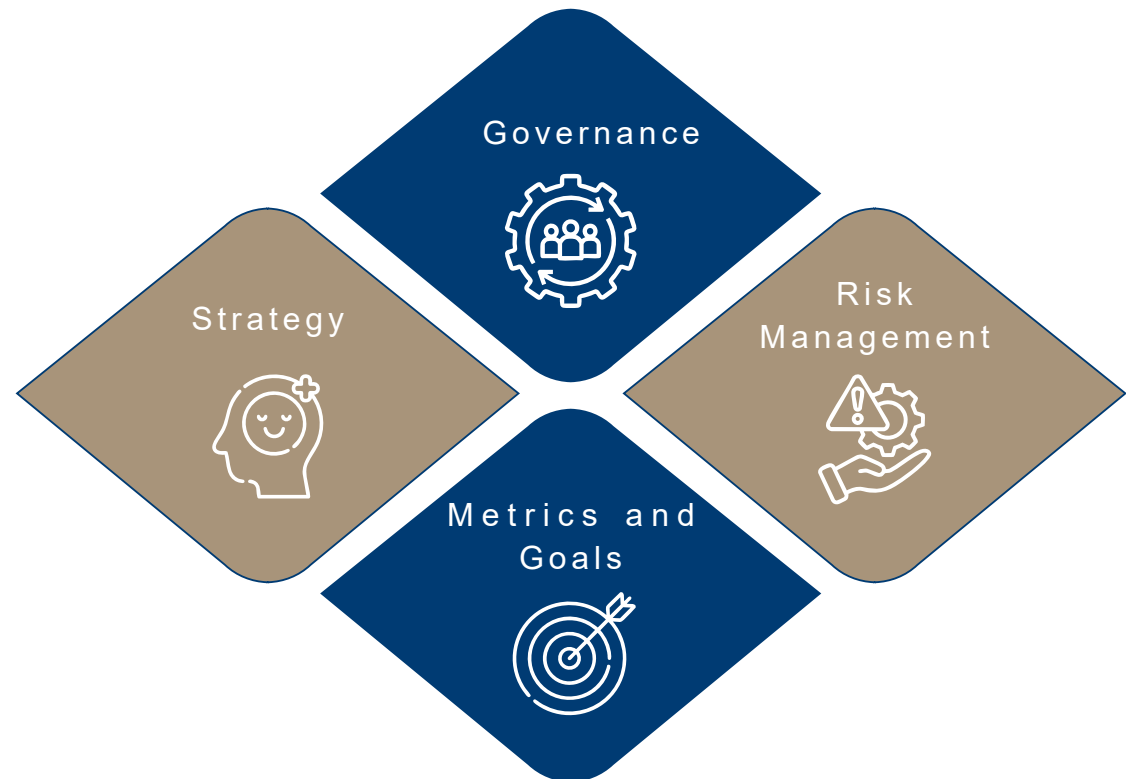 Governance
Strategy
Risk
Management
Metrics and
Goals